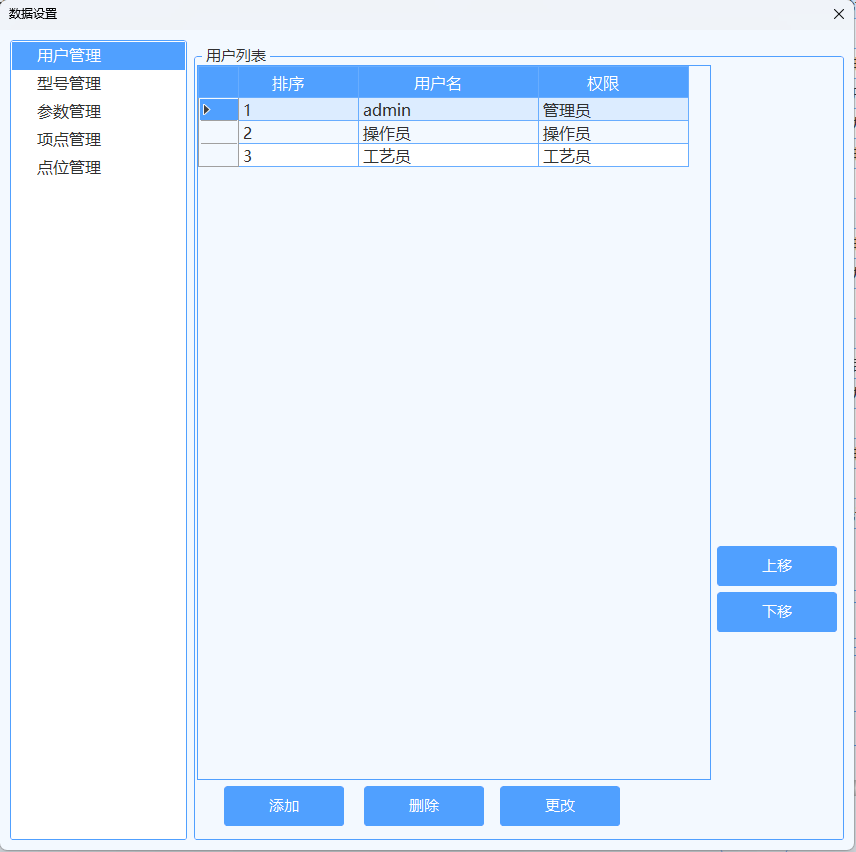 数据设置
用户管理
型号管理
参数管理
项点管理
点位管理
用户列表
排序 用户名 权限
1 admin 管理员
2 操作员 操作员
3 工艺员 工艺员
上移
下移
添加 删除 更改